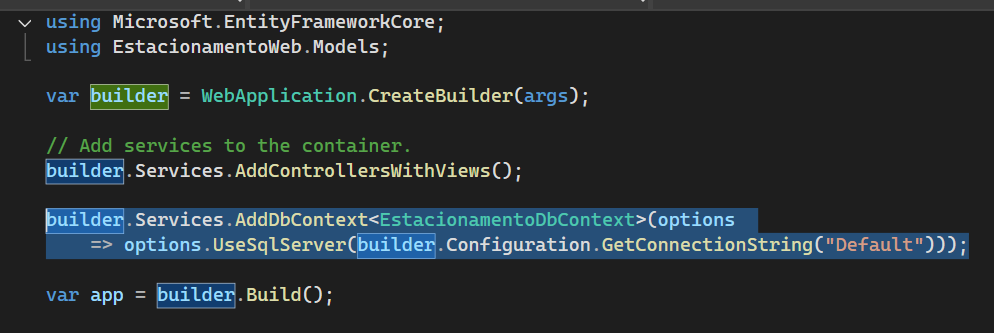 using Microsoft.EntityFrameworkCore;
using EstacionamentoWeb.Models;
var builder = WebApplication.CreateBuilder(args);
// Add services to the container.
builder.Services.AddControllersWithViews();
builder.Services.AddDbContext<EstacionamentoDbContext>(options
=> options.UseSqlServer(builder.Configuration.GetConnectionString("Default")));
var app = builder.Build();